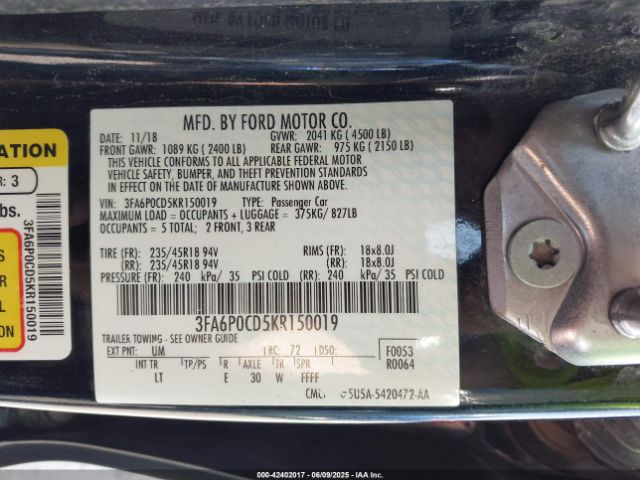 MFD. BY FORD MOTOR CO.
11/18 GVWR: 2041 KG ( 4500 LB)
FRONT GAWR: 1089 KG ( 2400 LB) REAR GAWR: 975 KG ( 2150 LB)
THIS VEHICLE CONFORMS TO ALL APPLICABLE FEDERAL MOTOR
VEHICLE SAFETY, BUMPER, AND THEFT PREVENTION STANDARDS
IN EFFECT ON THE DATE OF MANUFACTURE SHOWN ABOVE.
VIN: 3FA6P0CD5KR150019 TYPE: Passenger Car
MAXIMUM LOAD = OCCUPANTS + LUGGAGE = 375KG/ 827LB
OCCUPANTS = 5 TOTAL; 2 FRONT, 3 REAR
TIRE (FR): 235/45R18 94V RIMS (FR): 18x8.0J
(RR): 235/45R18 94V (RR): 18x8.0J
PRESSURE (FR): 240 kPa/ 35 PSI COLD (RR): 240 kPa/ 35 PSI COLD
3FA6P0CD5KR150019
TRAILER TOWING - SEE OWNER GUIDE
EXT PNT: UM RC: 72 DSO: F0053
INT TR TP/PS R AXLE TR SPR R0064
LT E 30 W FFFF
5U5A-5420472-AA
ATION
R: 3
bs.
3FA6P0CD5KR150019
ION
000-42402017 - 06/09/2025 - IAAI.COM